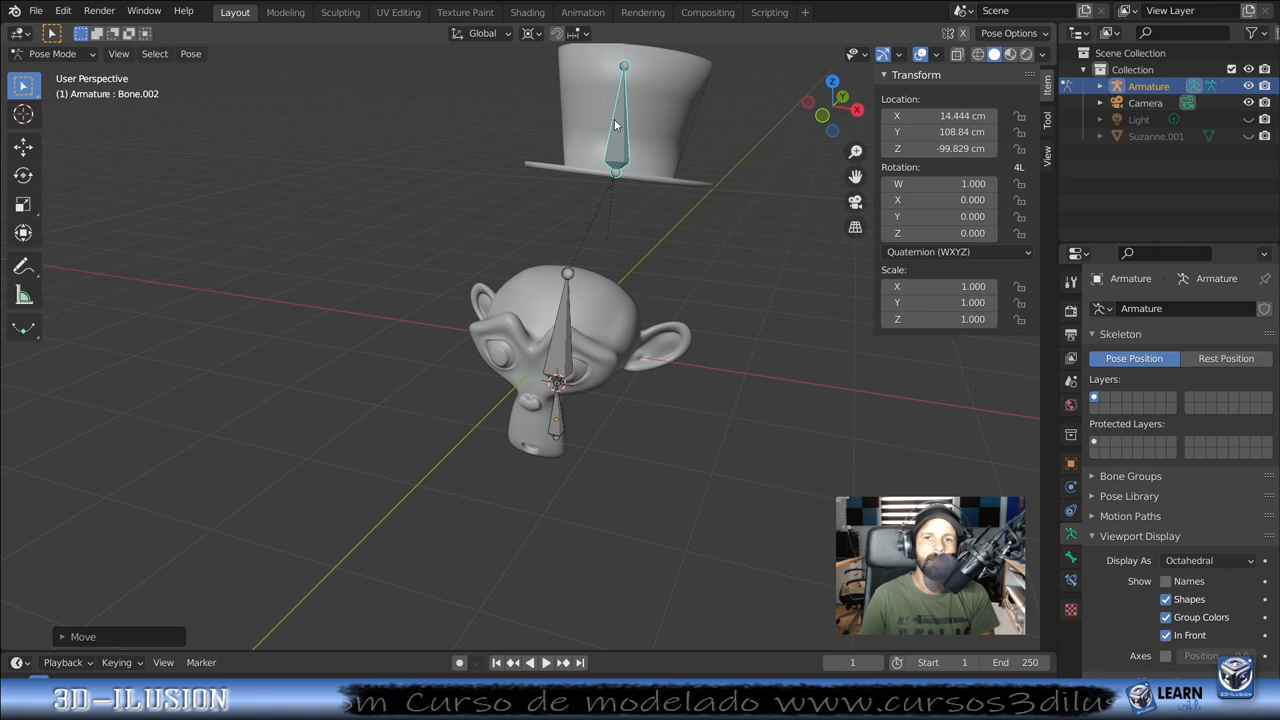 File Edit Render Window Help Layout Modeling Sculpting UV Editing Texture Paint Shading Animation Rendering Compositing Scripting + Scene View Layer
Global Pose Options
Pose Mode View Select Pose
User Perspective
(1) Armature : Bone.002
Transform
Location:
X 14.444 cm
Y 108.84 cm
Z -99.829 cm
Rotation: 4L
W 1.000
X 0.000
Y 0.000
Z 0.000
Quaternion (WXYZ)
Scale:
X 1.000
Y 1.000
Z 1.000
Item
Tool
View
Z
Y
X
Scene Collection
Collection
Armature
Camera
Light
Suzanne.001
Armature Armature
Armature
Skeleton
Pose Position Rest Position
Layers:
Protected Layers:
Bone Groups
Pose Library
Motion Paths
Viewport Display
Display As Octahedral
Show Names
Shapes
Group Colors
In Front
Axes Position
Move
Playback Keying View Marker 1 Start 1 End 250
3D-ILUSION
om Curso de modelado www.cursos3dilus
LEARN
3D-ILUSION